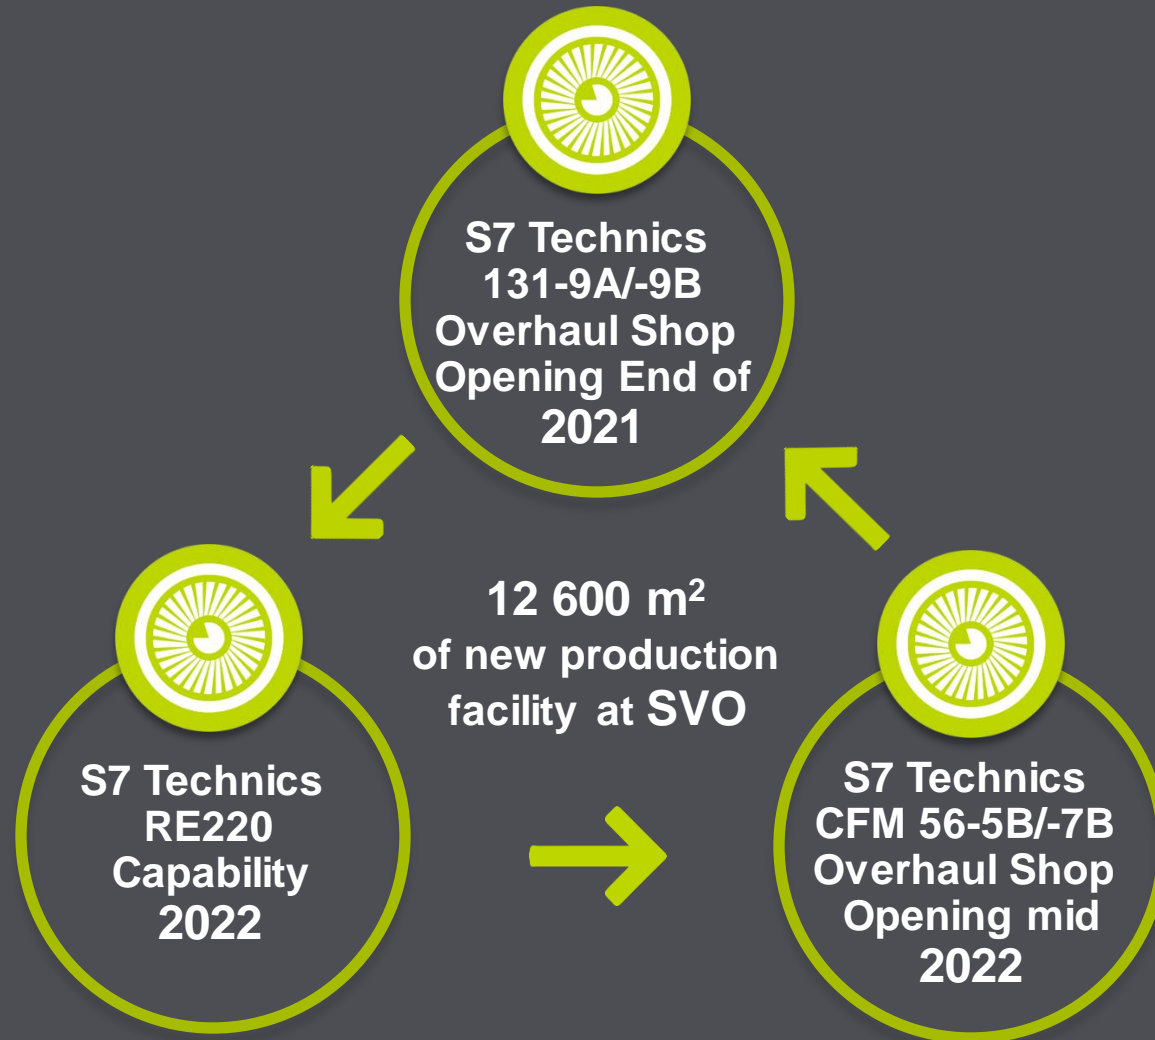 S7 Technics
131-9A/-9B
Overhaul Shop
Opening End of
2021
12 600 m²
of new production
facility at SVO
S7 Technics
RE220
Capability
2022
S7 Technics
CFM 56-5B/-7B
Overhaul Shop
Opening mid
2022